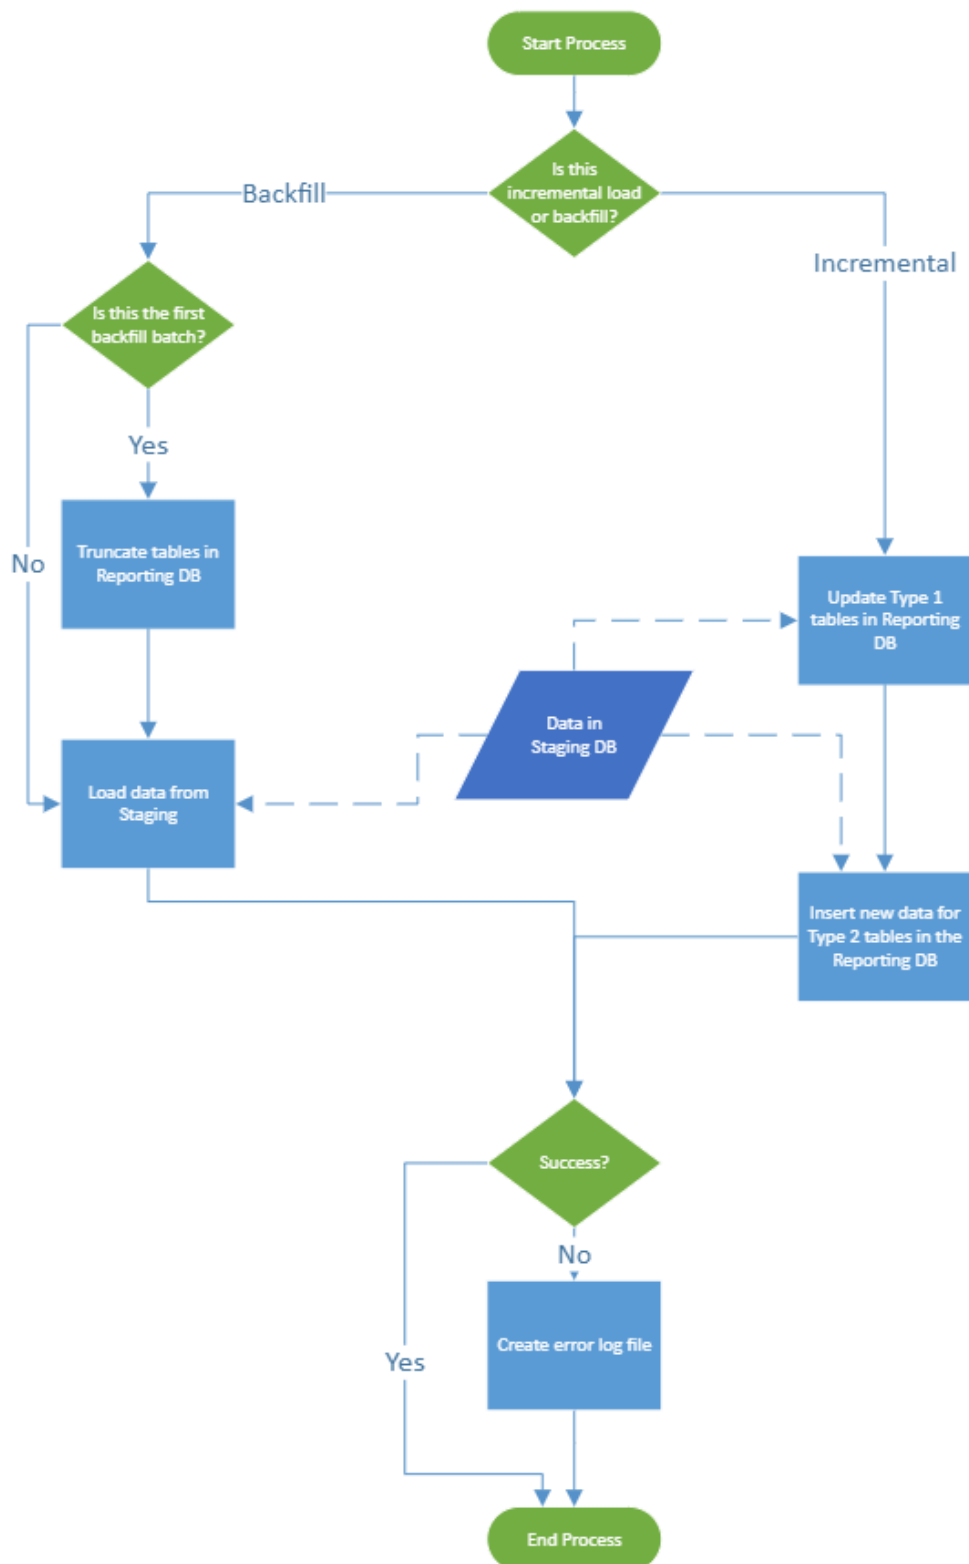 Start Process
Is this
incremental load
or backfill?
Backfill
Incremental
Is this the first
backfill batch?
Yes
No
Truncate tables in
Reporting DB
Update Type 1
tables in Reporting
DB
Data in
Staging DB
Load data from
Staging
Insert new data for
Type 2 tables in the
Reporting DB
Success?
No
Create error log file
Yes
End Process